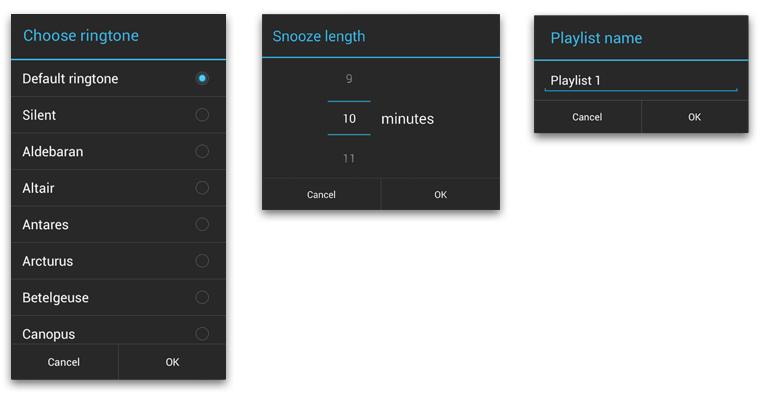 Choose ringtone
Default ringtone
Silent
Aldebaran
Altair
Antares
Arcturus
Betelgeuse
Canopus
Cancel OK
Snooze length
9
10 minutes
11
Cancel OK
Playlist name
Playlist 1
Cancel OK